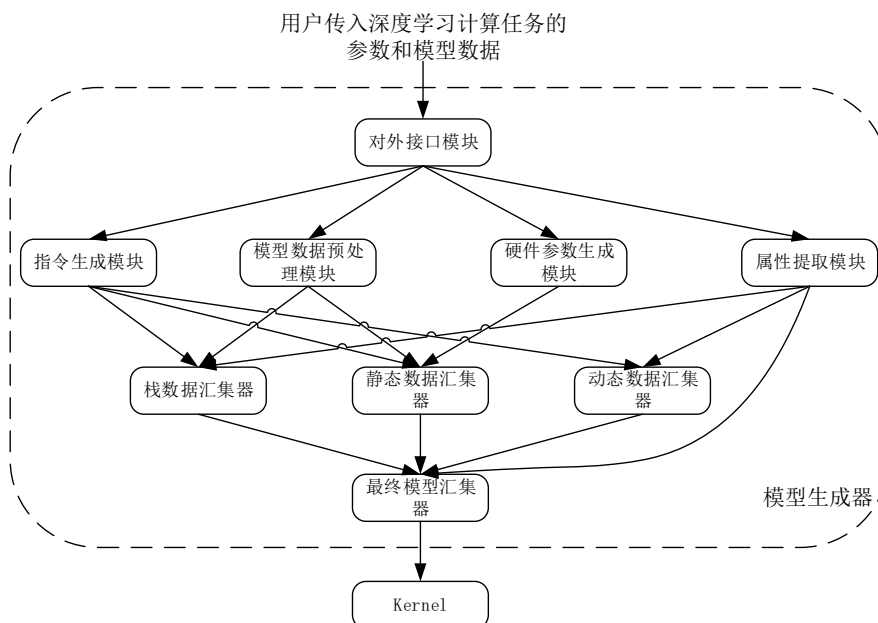 用户传入深度学习计算任务的
参数和模型数据
对外接口模块
指令生成模块
模型数据预处
理模块
硬件参数生成
模块
属性提取模块
栈数据汇集器
静态数据汇集
器
动态数据汇集
器
最终模型汇集
器
模型生成器
Kernel